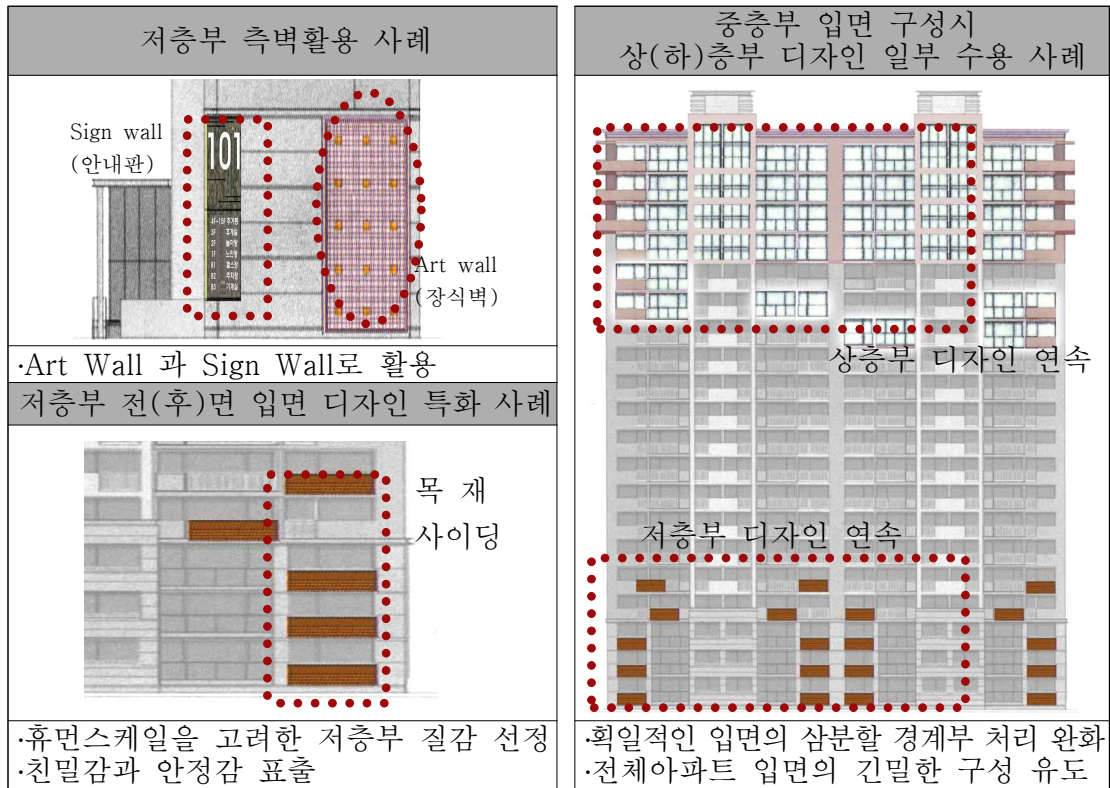 저층부 측벽활용 사례
Sign wall
(안내판)
101
Art wall
(장식벽)
·Art Wall 과 Sign Wall로 활용
저층부 전(후)면 입면 디자인 특화 사례
목 재
사이딩
·휴먼스케일을 고려한 저층부 질감 선정
·친밀감과 안정감 표출
중층부 입면 구성시
상(하)층부 디자인 일부 수용 사례
상층부 디자인 연속
저층부 디자인 연속
·획일적인 입면의 삼분할 경계부 처리 완화
·전체아파트 입면의 긴밀한 구성 유도